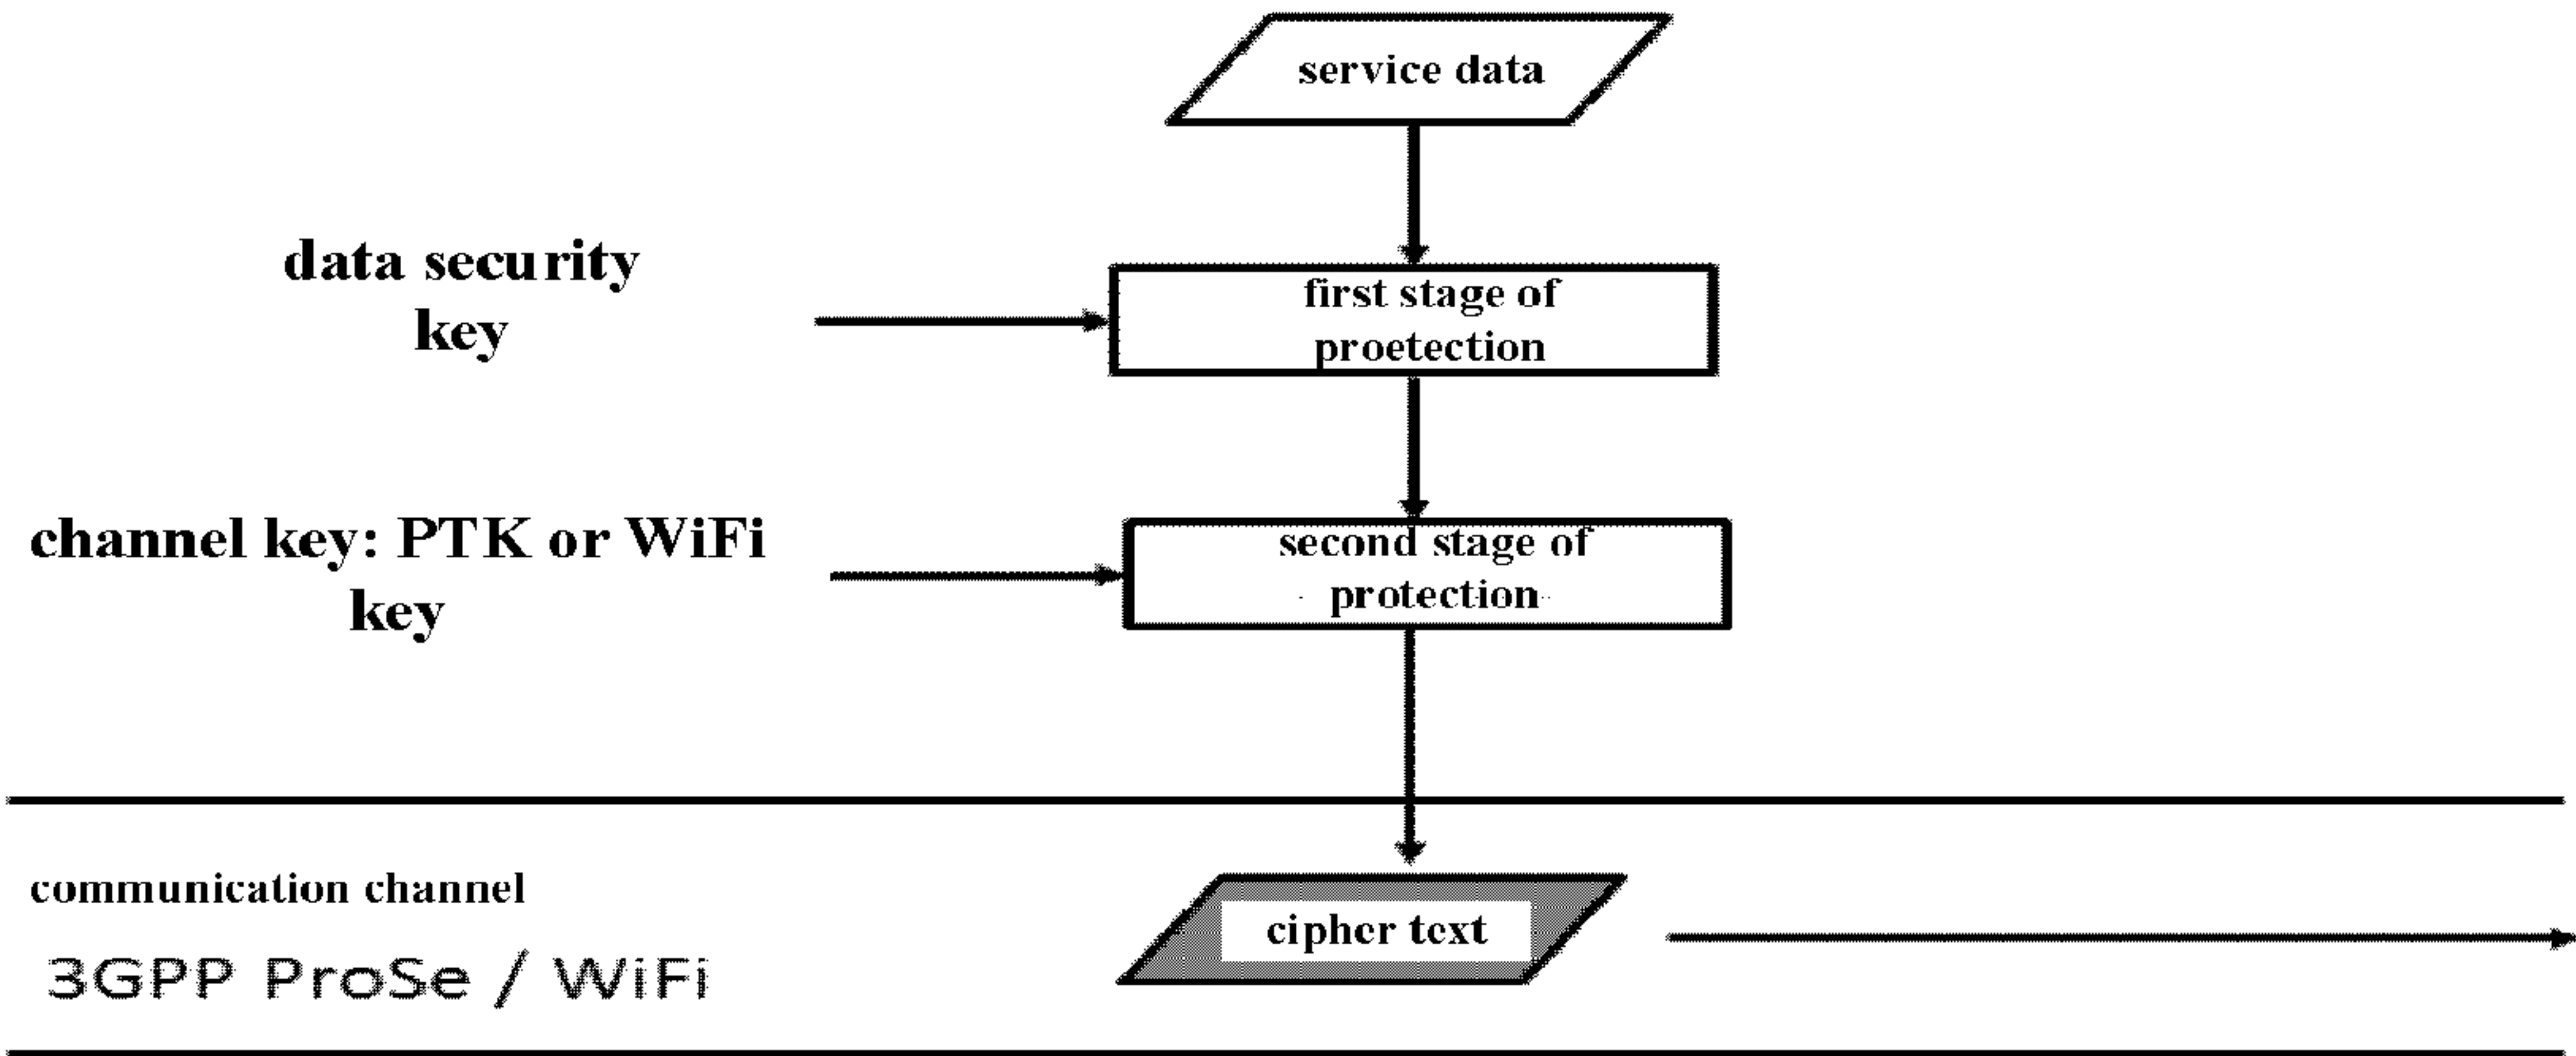 service data
data security
key
first stage of
proetection
channel key: PTK or WiFi
key
second stage of
protection
communication channel
3GPP ProSe / WiFi
cipher text